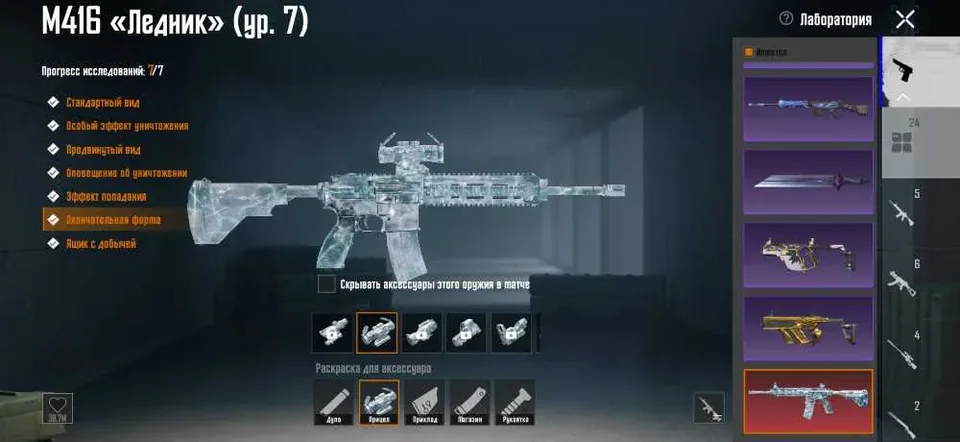 М416 «Ледник» (ур. 7)
Лаборатория
Прогресс исследований: 7/7
Имеется
Стандартный вид
Особый эффект уничтожения
Продвинутый вид
Оповещение об уничтожении
Эффект попадания
Окончательная форма
Ящик с добычей
24
5
6
4
2
Скрывать аксессуары этого оружия в матче
Раскраска для аксессуара
Дуло
Прицел
Приклад
Магазин
Рукоятка